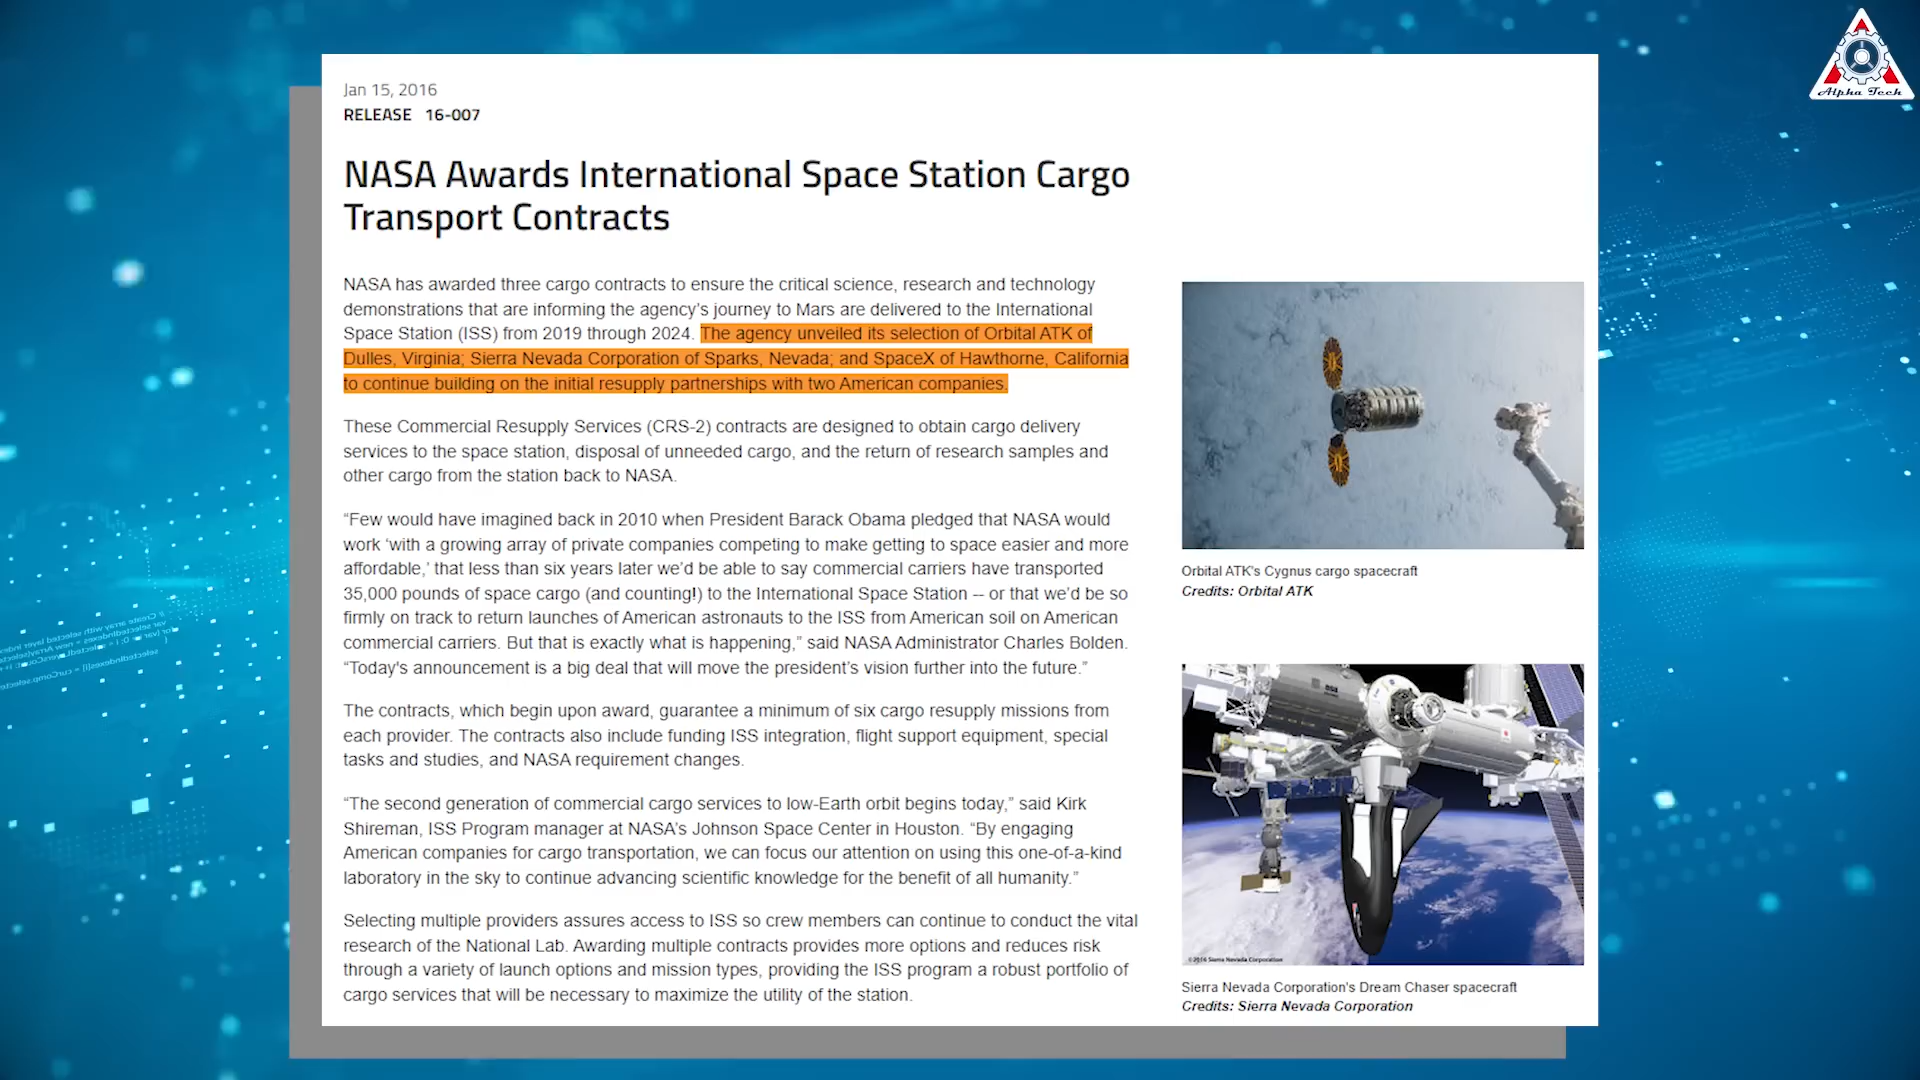 Alpha Tech
Jan 15, 2016
RELEASE 16-007
NASA Awards International Space Station Cargo
Transport Contracts
NASA has awarded three cargo contracts to ensure the critical science, research and technology
demonstrations that are informing the agency's journey to Mars are delivered to the International
Space Station (ISS) from 2019 through 2024. The agency unveiled its selection of Orbital ATK of
Dulles, Virginia; Sierra Nevada Corporation of Sparks, Nevada; and SpaceX of Hawthorne, California
to continue building on the initial resupply partnerships with two American companies.
These Commercial Resupply Services (CRS-2) contracts are designed to obtain cargo delivery
services to the space station, disposal of unneeded cargo, and the return of research samples and
other cargo from the station back to NASA.
“Few would have imagined back in 2010 when President Barack Obama pledged that NASA would
work ‘with a growing array of private companies competing to make getting to space easier and more
affordable,’ that less than six years later we’d be able to say commercial carriers have transported
35,000 pounds of space cargo (and counting!) to the International Space Station -- or that we’d be so
firmly on track to return launches of American astronauts to the ISS from American soil on American
commercial carriers. But that is exactly what is happening,” said NASA Administrator Charles Bolden.
“Today's announcement is a big deal that will move the president’s vision further into the future.”
The contracts, which begin upon award, guarantee a minimum of six cargo resupply missions from
each provider. The contracts also include funding ISS integration, flight support equipment, special
tasks and studies, and NASA requirement changes.
“The second generation of commercial cargo services to low-Earth orbit begins today,” said Kirk
Shireman, ISS Program manager at NASA’s Johnson Space Center in Houston. “By engaging
American companies for cargo transportation, we can focus our attention on using this one-of-a-kind
laboratory in the sky to continue advancing scientific knowledge for the benefit of all humanity.”
Selecting multiple providers assures access to ISS so crew members can continue to conduct the vital
research of the National Lab. Awarding multiple contracts provides more options and reduces risk
through a variety of launch options and mission types, providing the ISS program a robust portfolio of
cargo services that will be necessary to maximize the utility of the station.
Orbital ATK's Cygnus cargo spacecraft
Credits: Orbital ATK
©2016 Sierra Nevada Corporation
Sierra Nevada Corporation's Dream Chaser spacecraft
Credits: Sierra Nevada Corporation